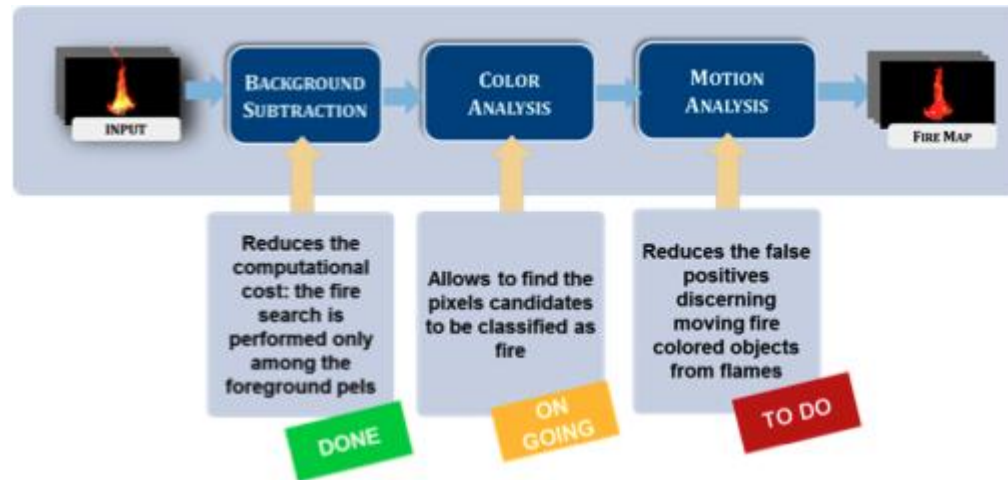 BACKGROUND
SUBTRACTION
COLOR
ANALYSIS
MOTION
ANALYSIS
INPUT
FIRE MAP
Reduces the
computational
cost: the fire
search is
performed only
among the
foreground pels
Allows to find the
pixels candidates
to be classified as
fire
Reduces the false
positives
discerning
moving fire
colored objects
from flames
DONE
ON
GOING
TO DO